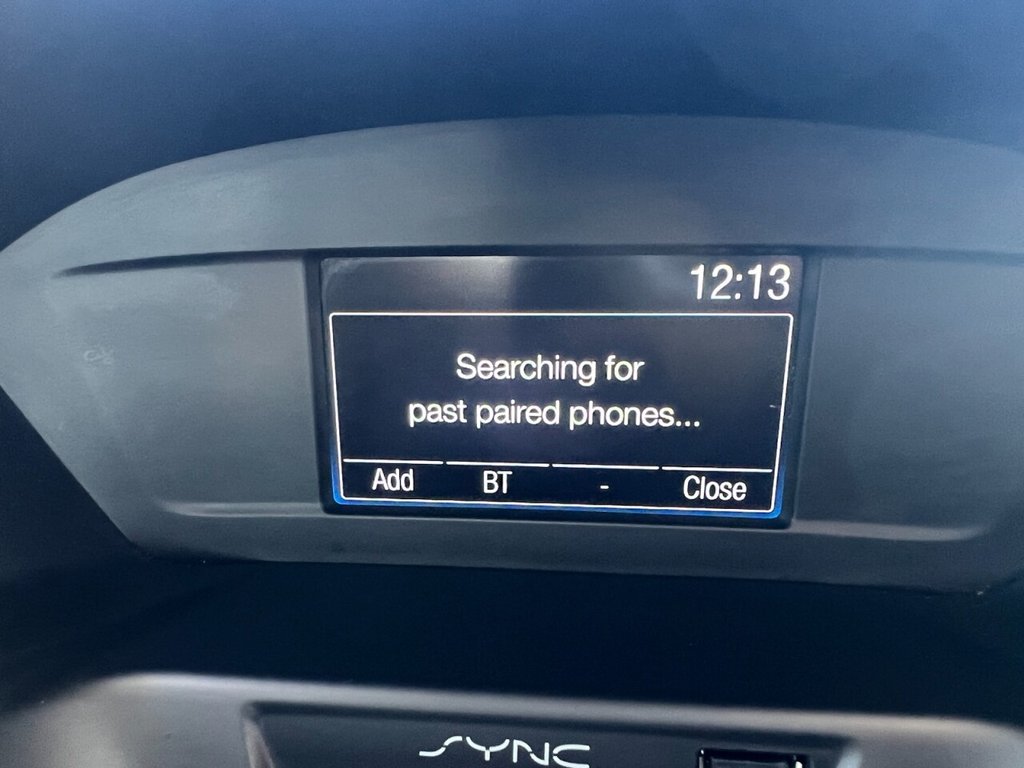 12:13
Searching for
past paired phones...
Add BT - Close
SYNC